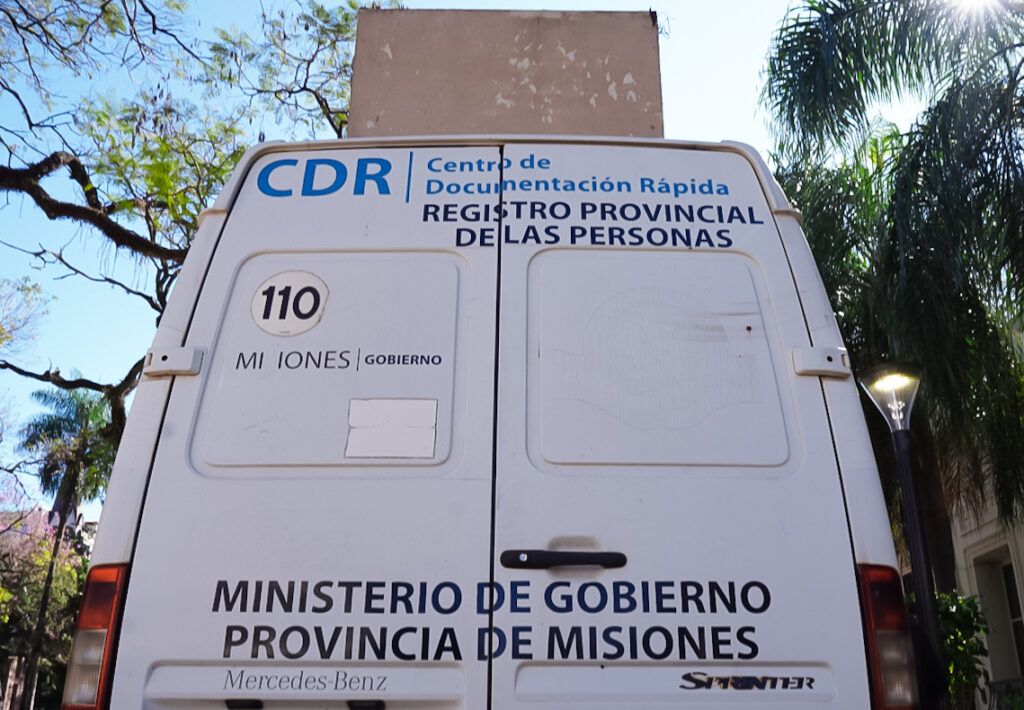 CDR
Centro de
Documentación Rápida
REGISTRO PROVINCIAL
DE LAS PERSONAS
110
MI IONES GOBIERNO
MINISTERIO DE GOBIERNO
PROVINCIA DE MISIONES
Mercedes-Benz
SPRINTER